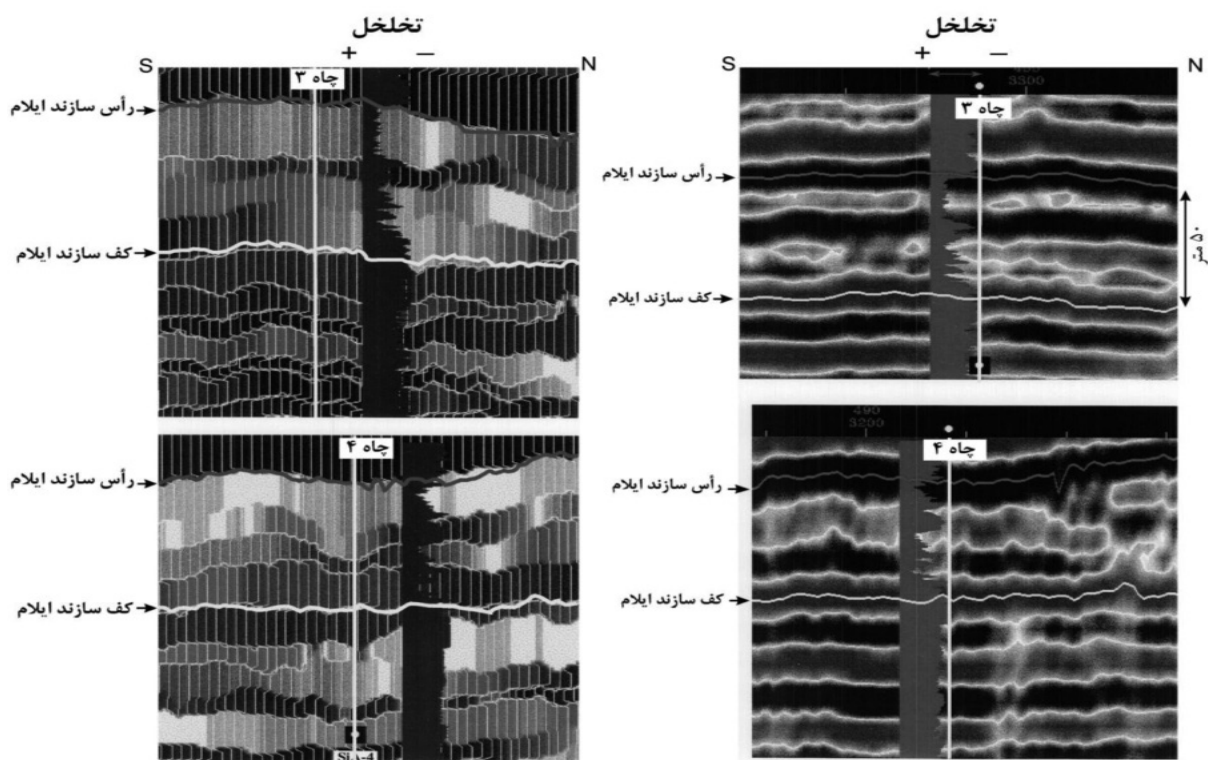 تخلخل
+ −
S N
چاه ۳
رأس سازند ایلام
کف سازند ایلام
تخلخل
+ −
S N
3300
چاه ۳
رأس سازند ایلام
کف سازند ایلام
۵۰ متر
چاه ۴
رأس سازند ایلام
کف سازند ایلام
490
3200
چاه ۴
رأس سازند ایلام
کف سازند ایلام